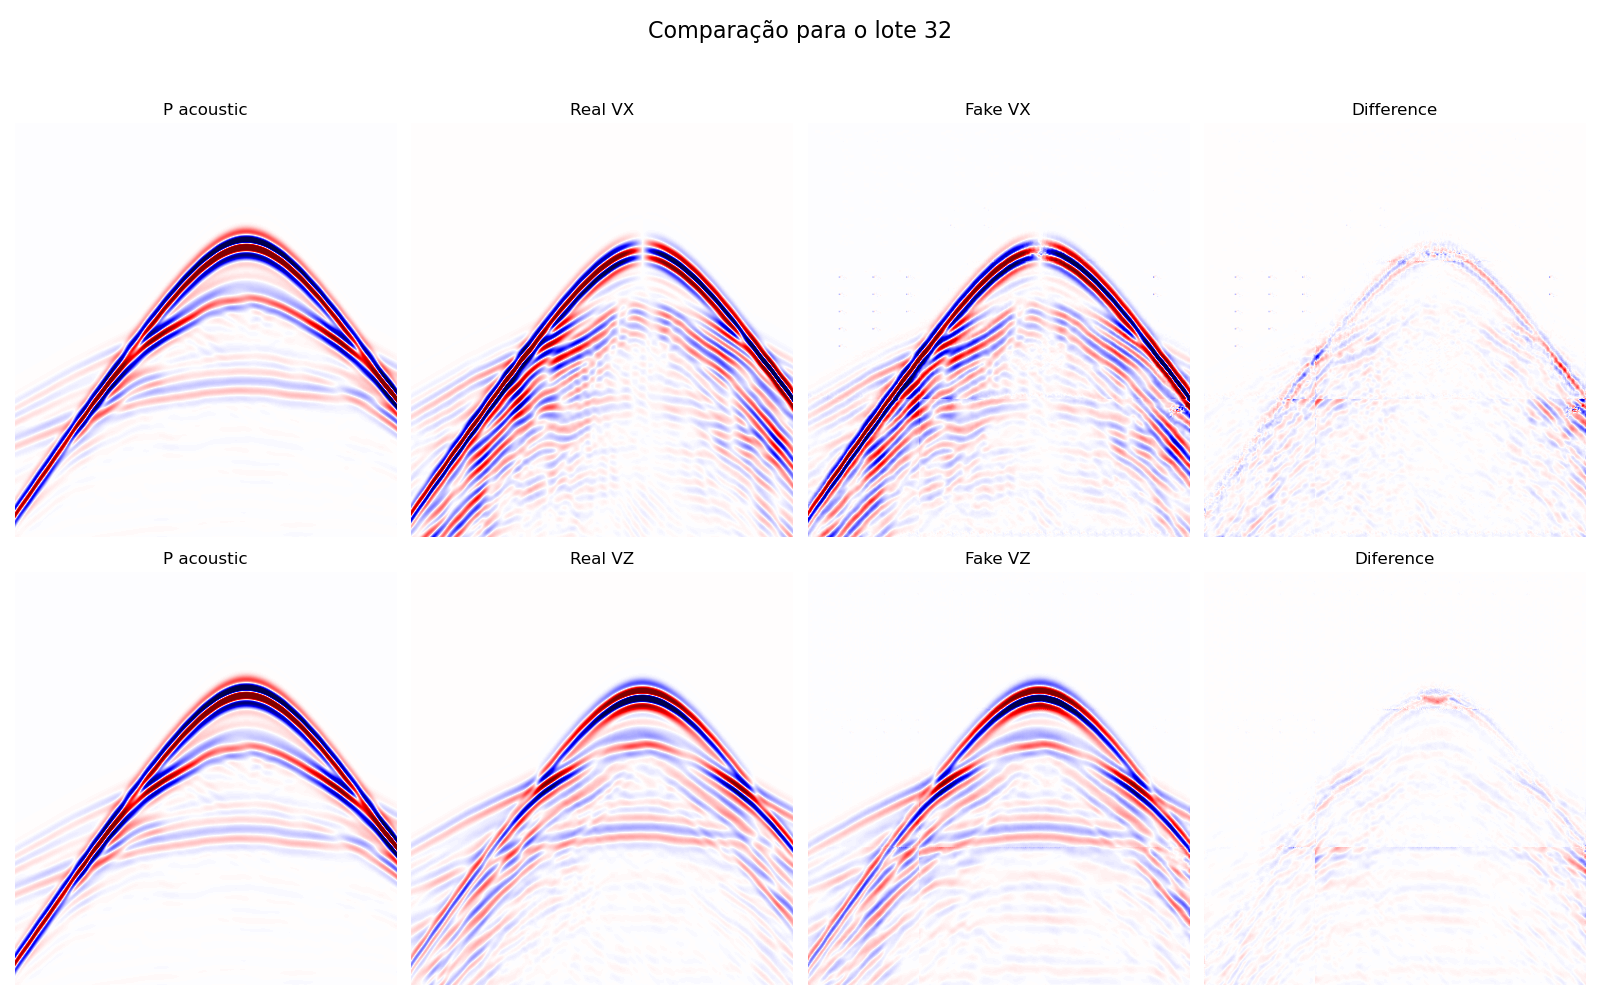 Comparação para o lote 32
P acoustic
Real VX
Fake VX
Difference
P acoustic
Real VZ
Fake VZ
Diference